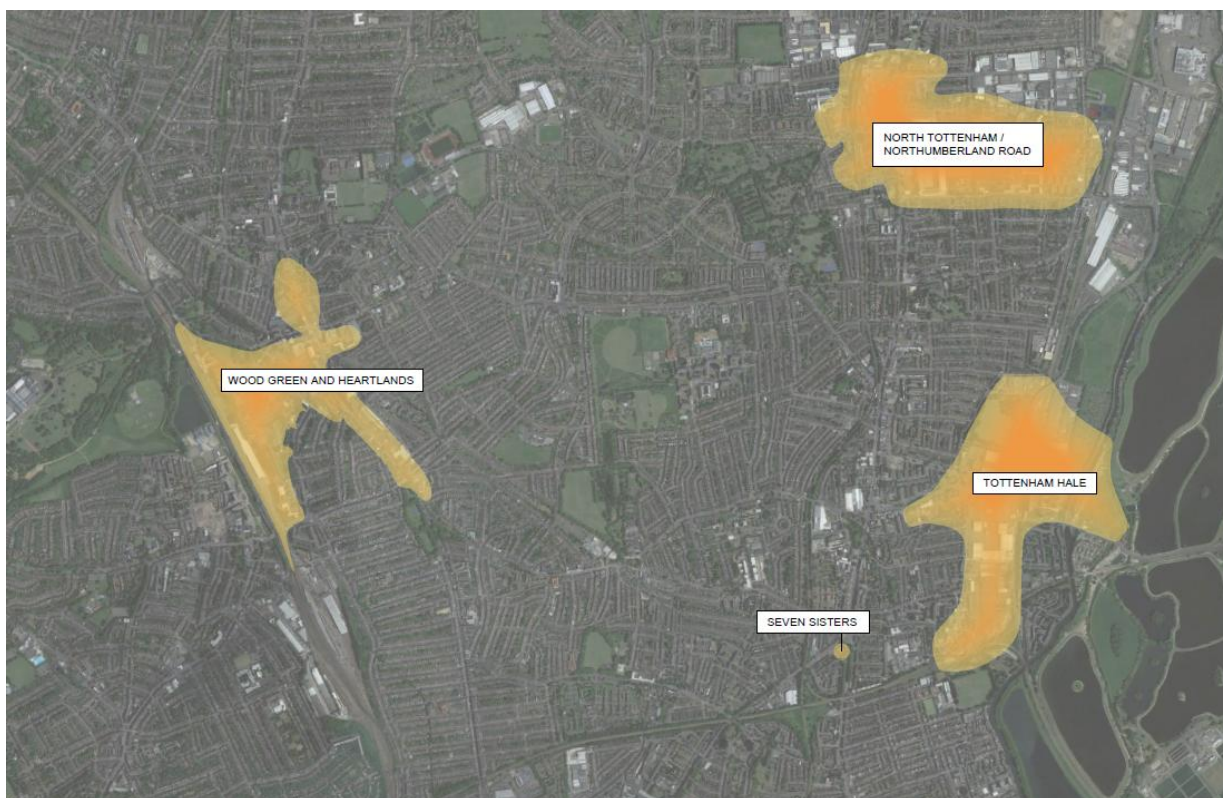 NORTH TOTTENHAM /
NORTHUMBERLAND ROAD
WOOD GREEN AND HEARTLANDS
TOTTENHAM HALE
SEVEN SISTERS